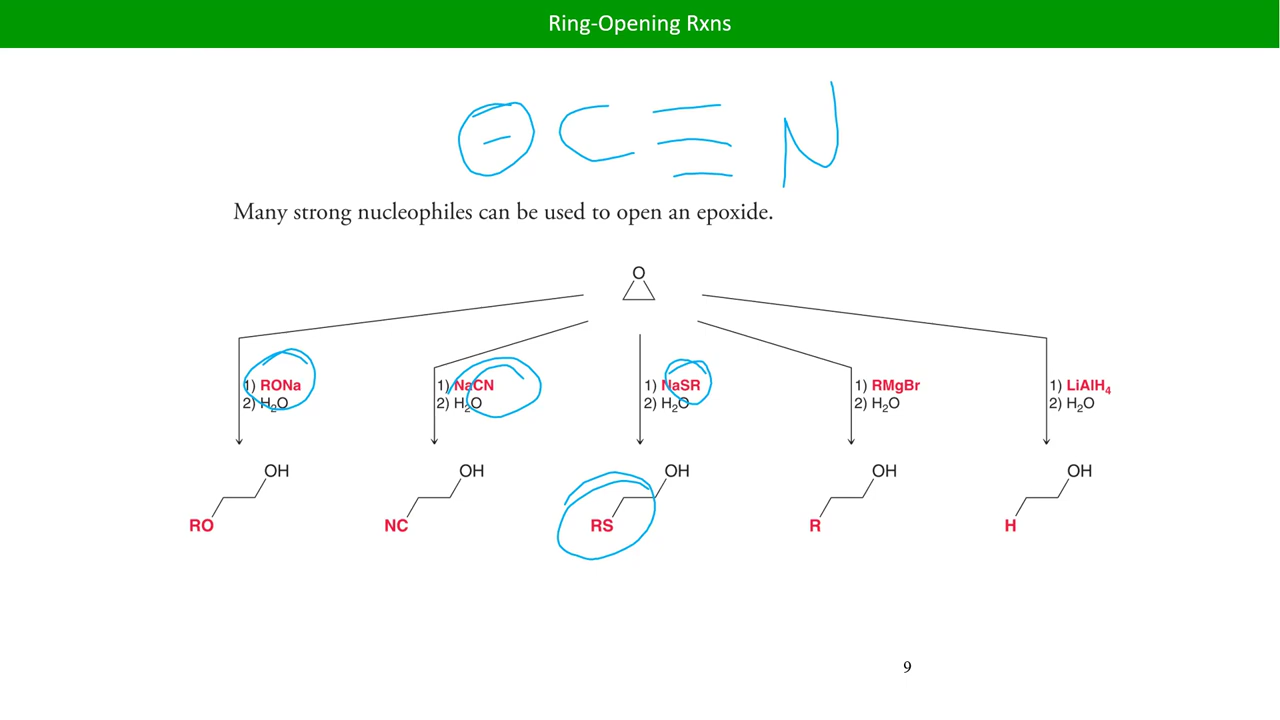 Ring-Opening Rxns
⊖ C ≡ N
Many strong nucleophiles can be used to open an epoxide.
O
1) RONa
2) H₂O
1) NaCN
2) H₂O
1) NaSR
2) H₂O
1) RMgBr
2) H₂O
1) LiAlH₄
2) H₂O
OH
RO
OH
NC
OH
RS
OH
R
OH
H
9